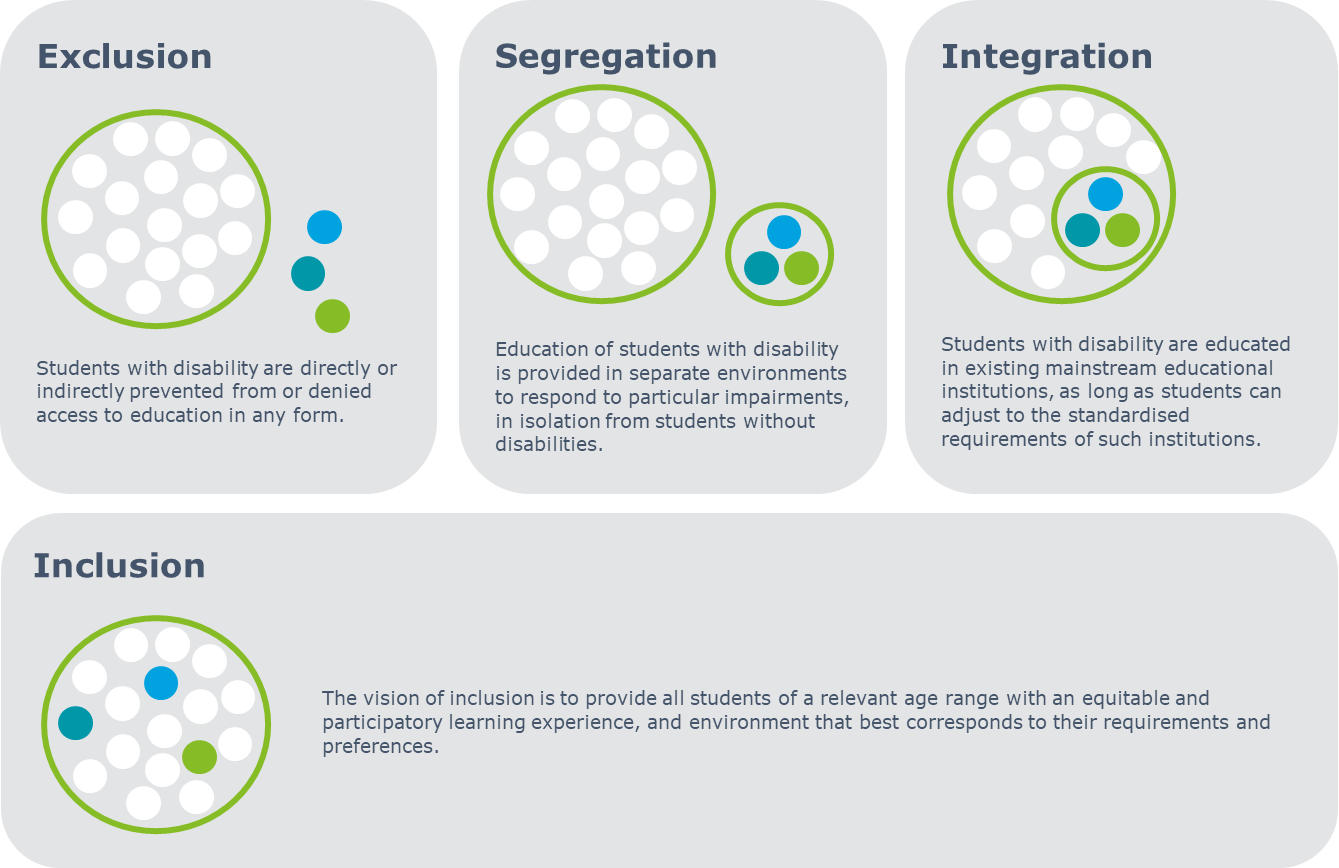 Exclusion
Students with disability are directly or
indirectly prevented from or denied
access to education in any form.
Segregation
Education of students with disability
is provided in separate environments
to respond to particular impairments,
in isolation from students without
disabilities.
Integration
Students with disability are educated
in existing mainstream educational
institutions, as long as students can
adjust to the standardised
requirements of such institutions.
Inclusion
The vision of inclusion is to provide all students of a relevant age range with an equitable and
participatory learning experience, and environment that best corresponds to their requirements and
preferences.